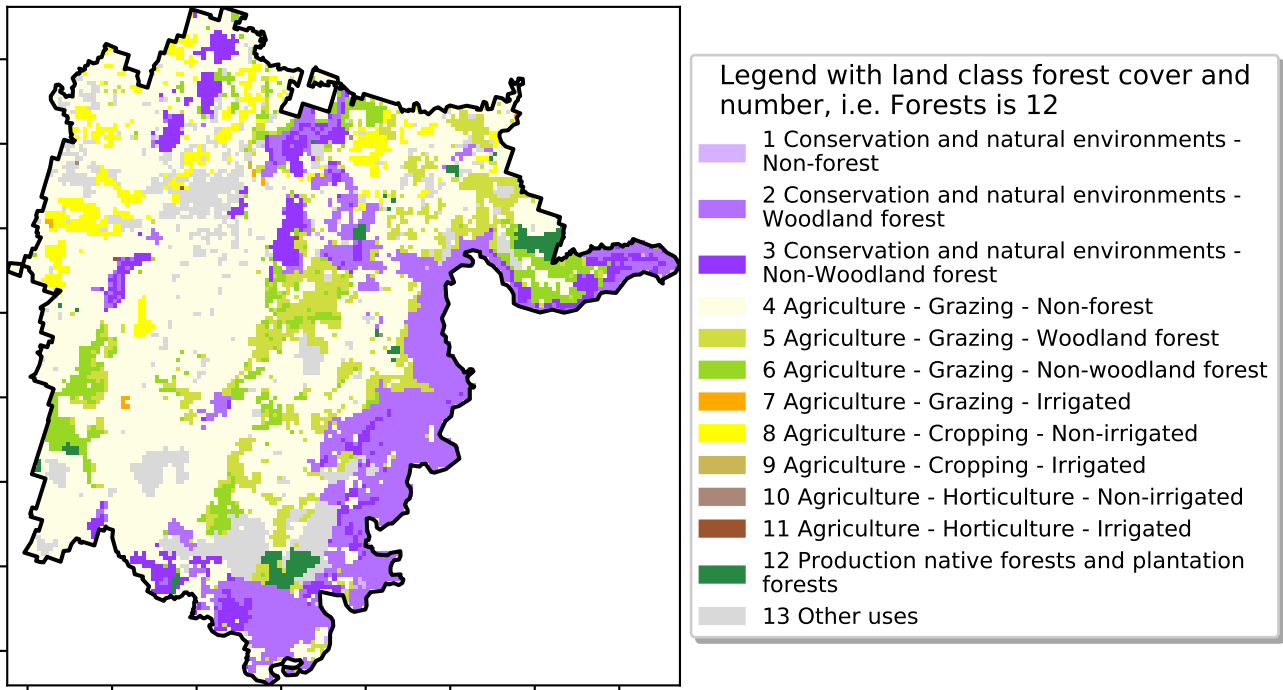 Legend with land class forest cover and
number, i.e. Forests is 12
1 Conservation and natural environments -
Non-forest
2 Conservation and natural environments -
Woodland forest
3 Conservation and natural environments -
Non-Woodland forest
4 Agriculture - Grazing - Non-forest
5 Agriculture - Grazing - Woodland forest
6 Agriculture - Grazing - Non-woodland forest
7 Agriculture - Grazing - Irrigated
8 Agriculture - Cropping - Non-irrigated
9 Agriculture - Cropping - Irrigated
10 Agriculture - Horticulture - Non-irrigated
11 Agriculture - Horticulture - Irrigated
12 Production native forests and plantation
forests
13 Other uses